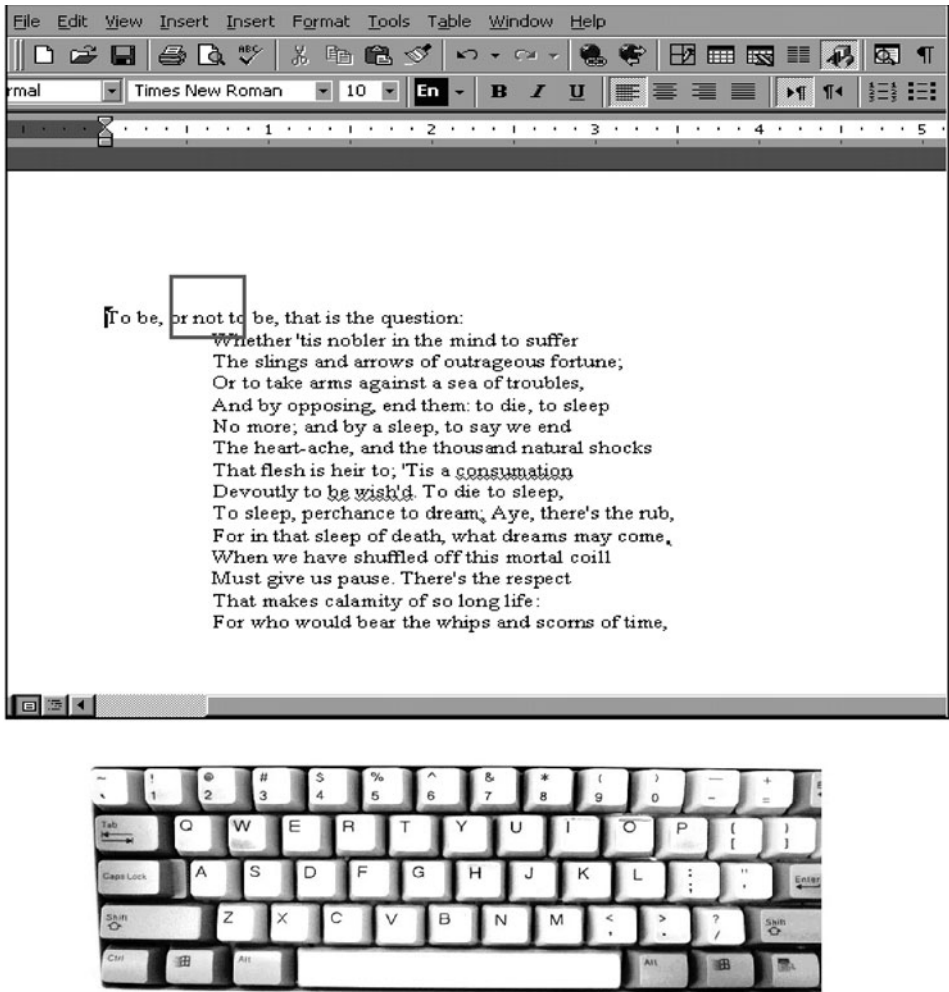 File Edit View Insert Insert Format Tools Table Window Help
ABC
rmal Times New Roman 10 En B I U
1 2 3 4 5
To be, or not to be, that is the question:
Whether 'tis nobler in the mind to suffer
The slings and arrows of outrageous fortune;
Or to take arms against a sea of troubles,
And by opposing, end them: to die, to sleep
No more; and by a sleep, to say we end
The heart-ache, and the thousand natural shocks
That flesh is heir to; 'Tis a consumation
Devoutly to be wish'd. To die to sleep,
To sleep, perchance to dream; Aye, there's the rub,
For in that sleep of death, what dreams may come,
When we have shuffled off this mortal coill
Must give us pause. There's the respect
That makes calamity of so long life:
For who would bear the whips and scorns of time,
~ ! @ # $ % ^ & * ( ) — +
` 1 2 3 4 5 6 7 8 9 0 - =
Tab Q W E R T Y U I O P { [ } ]
Caps Lock A S D F G H J K L : ; " ' Enter
Shift Z X C V B N M < , > . ? / Shift
Ctrl Alt Alt